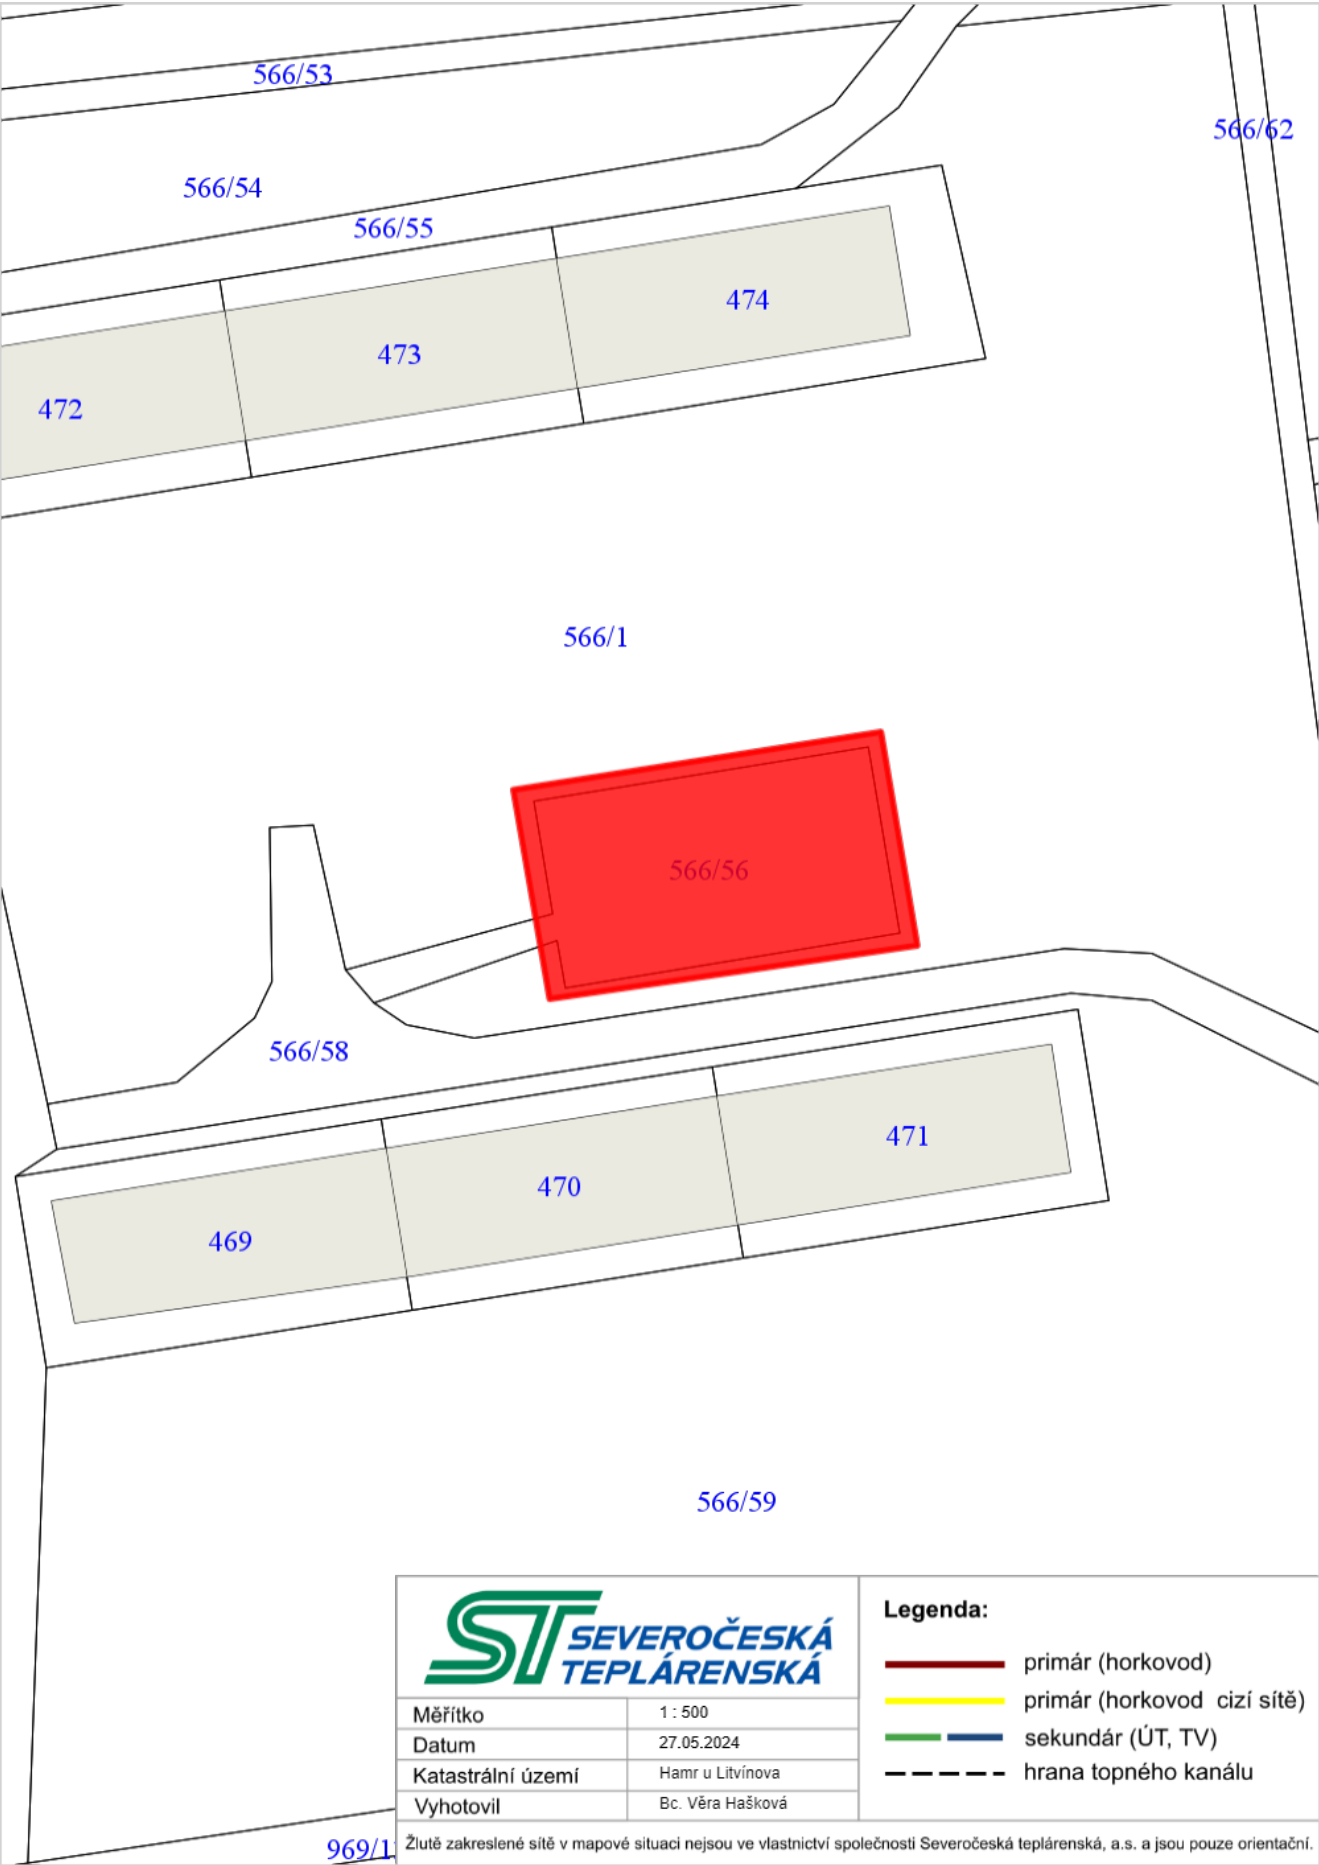 566/53
566/62
566/54
566/55
474
473
472
566/1
566/56
566/58
471
470
469
566/59
ST SEVEROČESKÁ
TEPLÁRENSKÁ
Měřítko 1 : 500
Datum 27.05.2024
Katastrální území Hamr u Litvínova
Vyhotovil Bc. Věra Hašková
Legenda:
primár (horkovod)
primár (horkovod cizí sítě)
sekundár (ÚT, TV)
hrana topného kanálu
969/1
Žlutě zakreslené sítě v mapové situaci nejsou ve vlastnictví společnosti Severočeská teplárenská, a.s. a jsou pouze orientační.